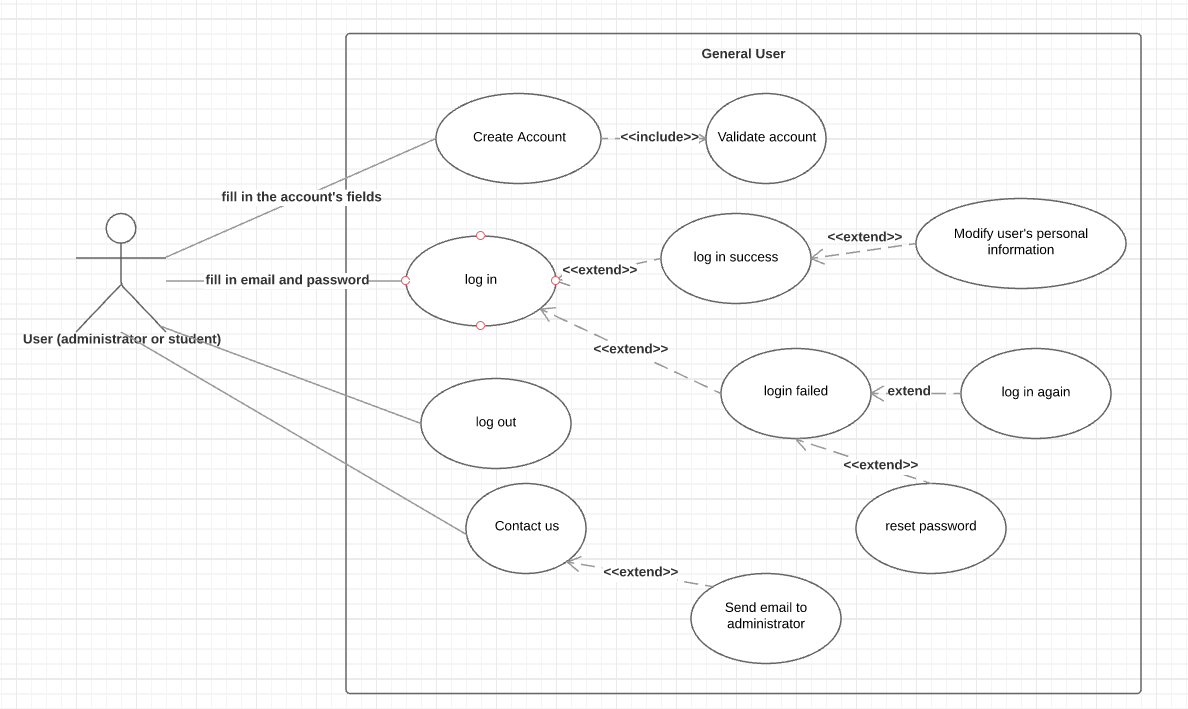 General User
Create Account
<<include>>
Validate account
fill in the account's fields
Modify user's personal
information
<<extend>>
log in success
<<extend>>
log in
fill in email and password
User (administrator or student)
<<extend>>
login failed
extend
log in again
log out
<<extend>>
reset password
Contact us
<<extend>>
Send email to
administrator